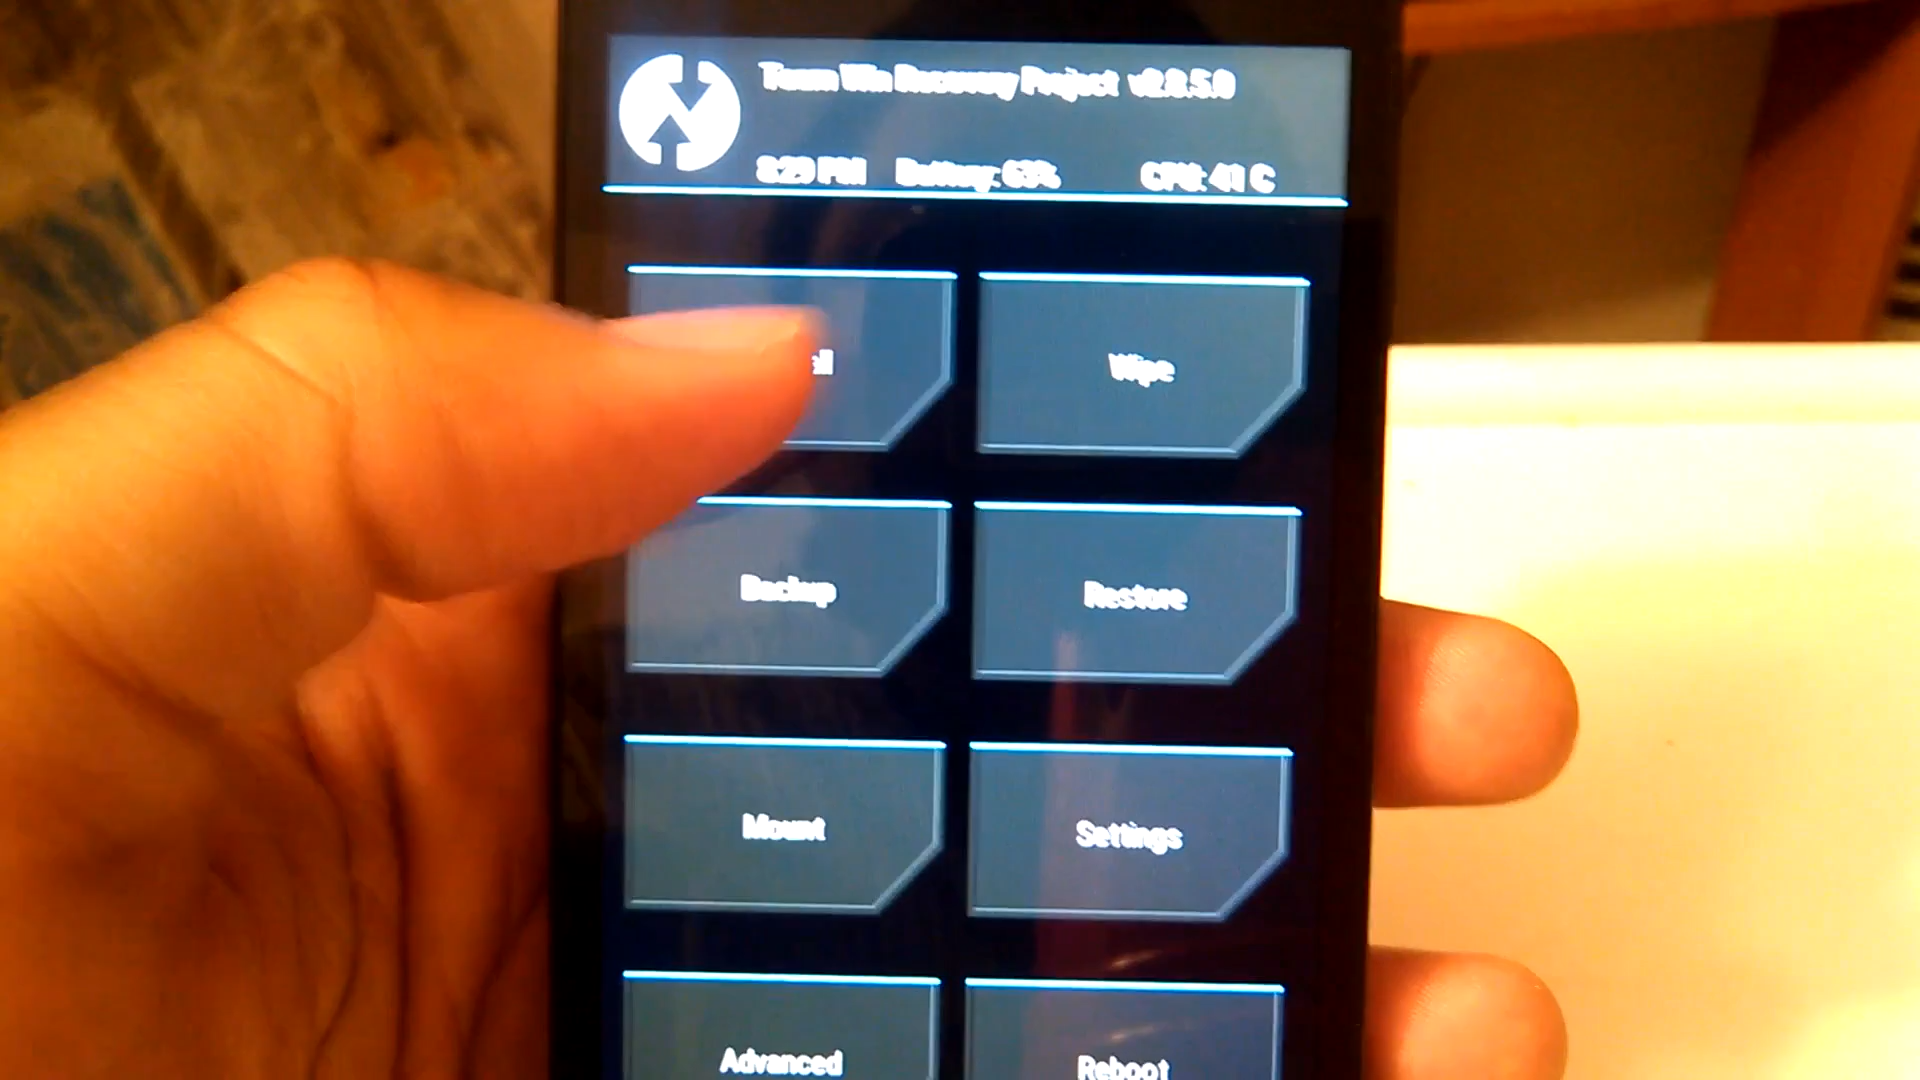 Team Win Recovery Project v2.8.5.0
8:29 PM Battery: 63% CPU: 41 C
ll Wipe
Backup Restore
Mount Settings
Advanced Reboot